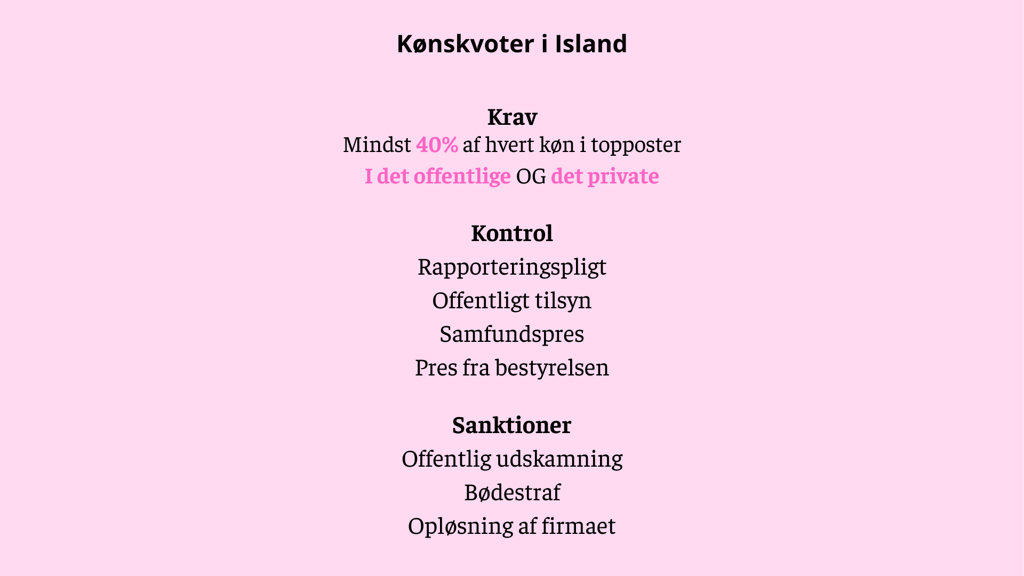 Kønskvoter i Island
Krav
Mindst 40% af hvert køn i topposter
I det offentlige OG det private
Kontrol
Rapporteringspligt
Offentligt tilsyn
Samfundspres
Pres fra bestyrelsen
Sanktioner
Offentlig udskamning
Bødestraf
Opløsning af firmaet